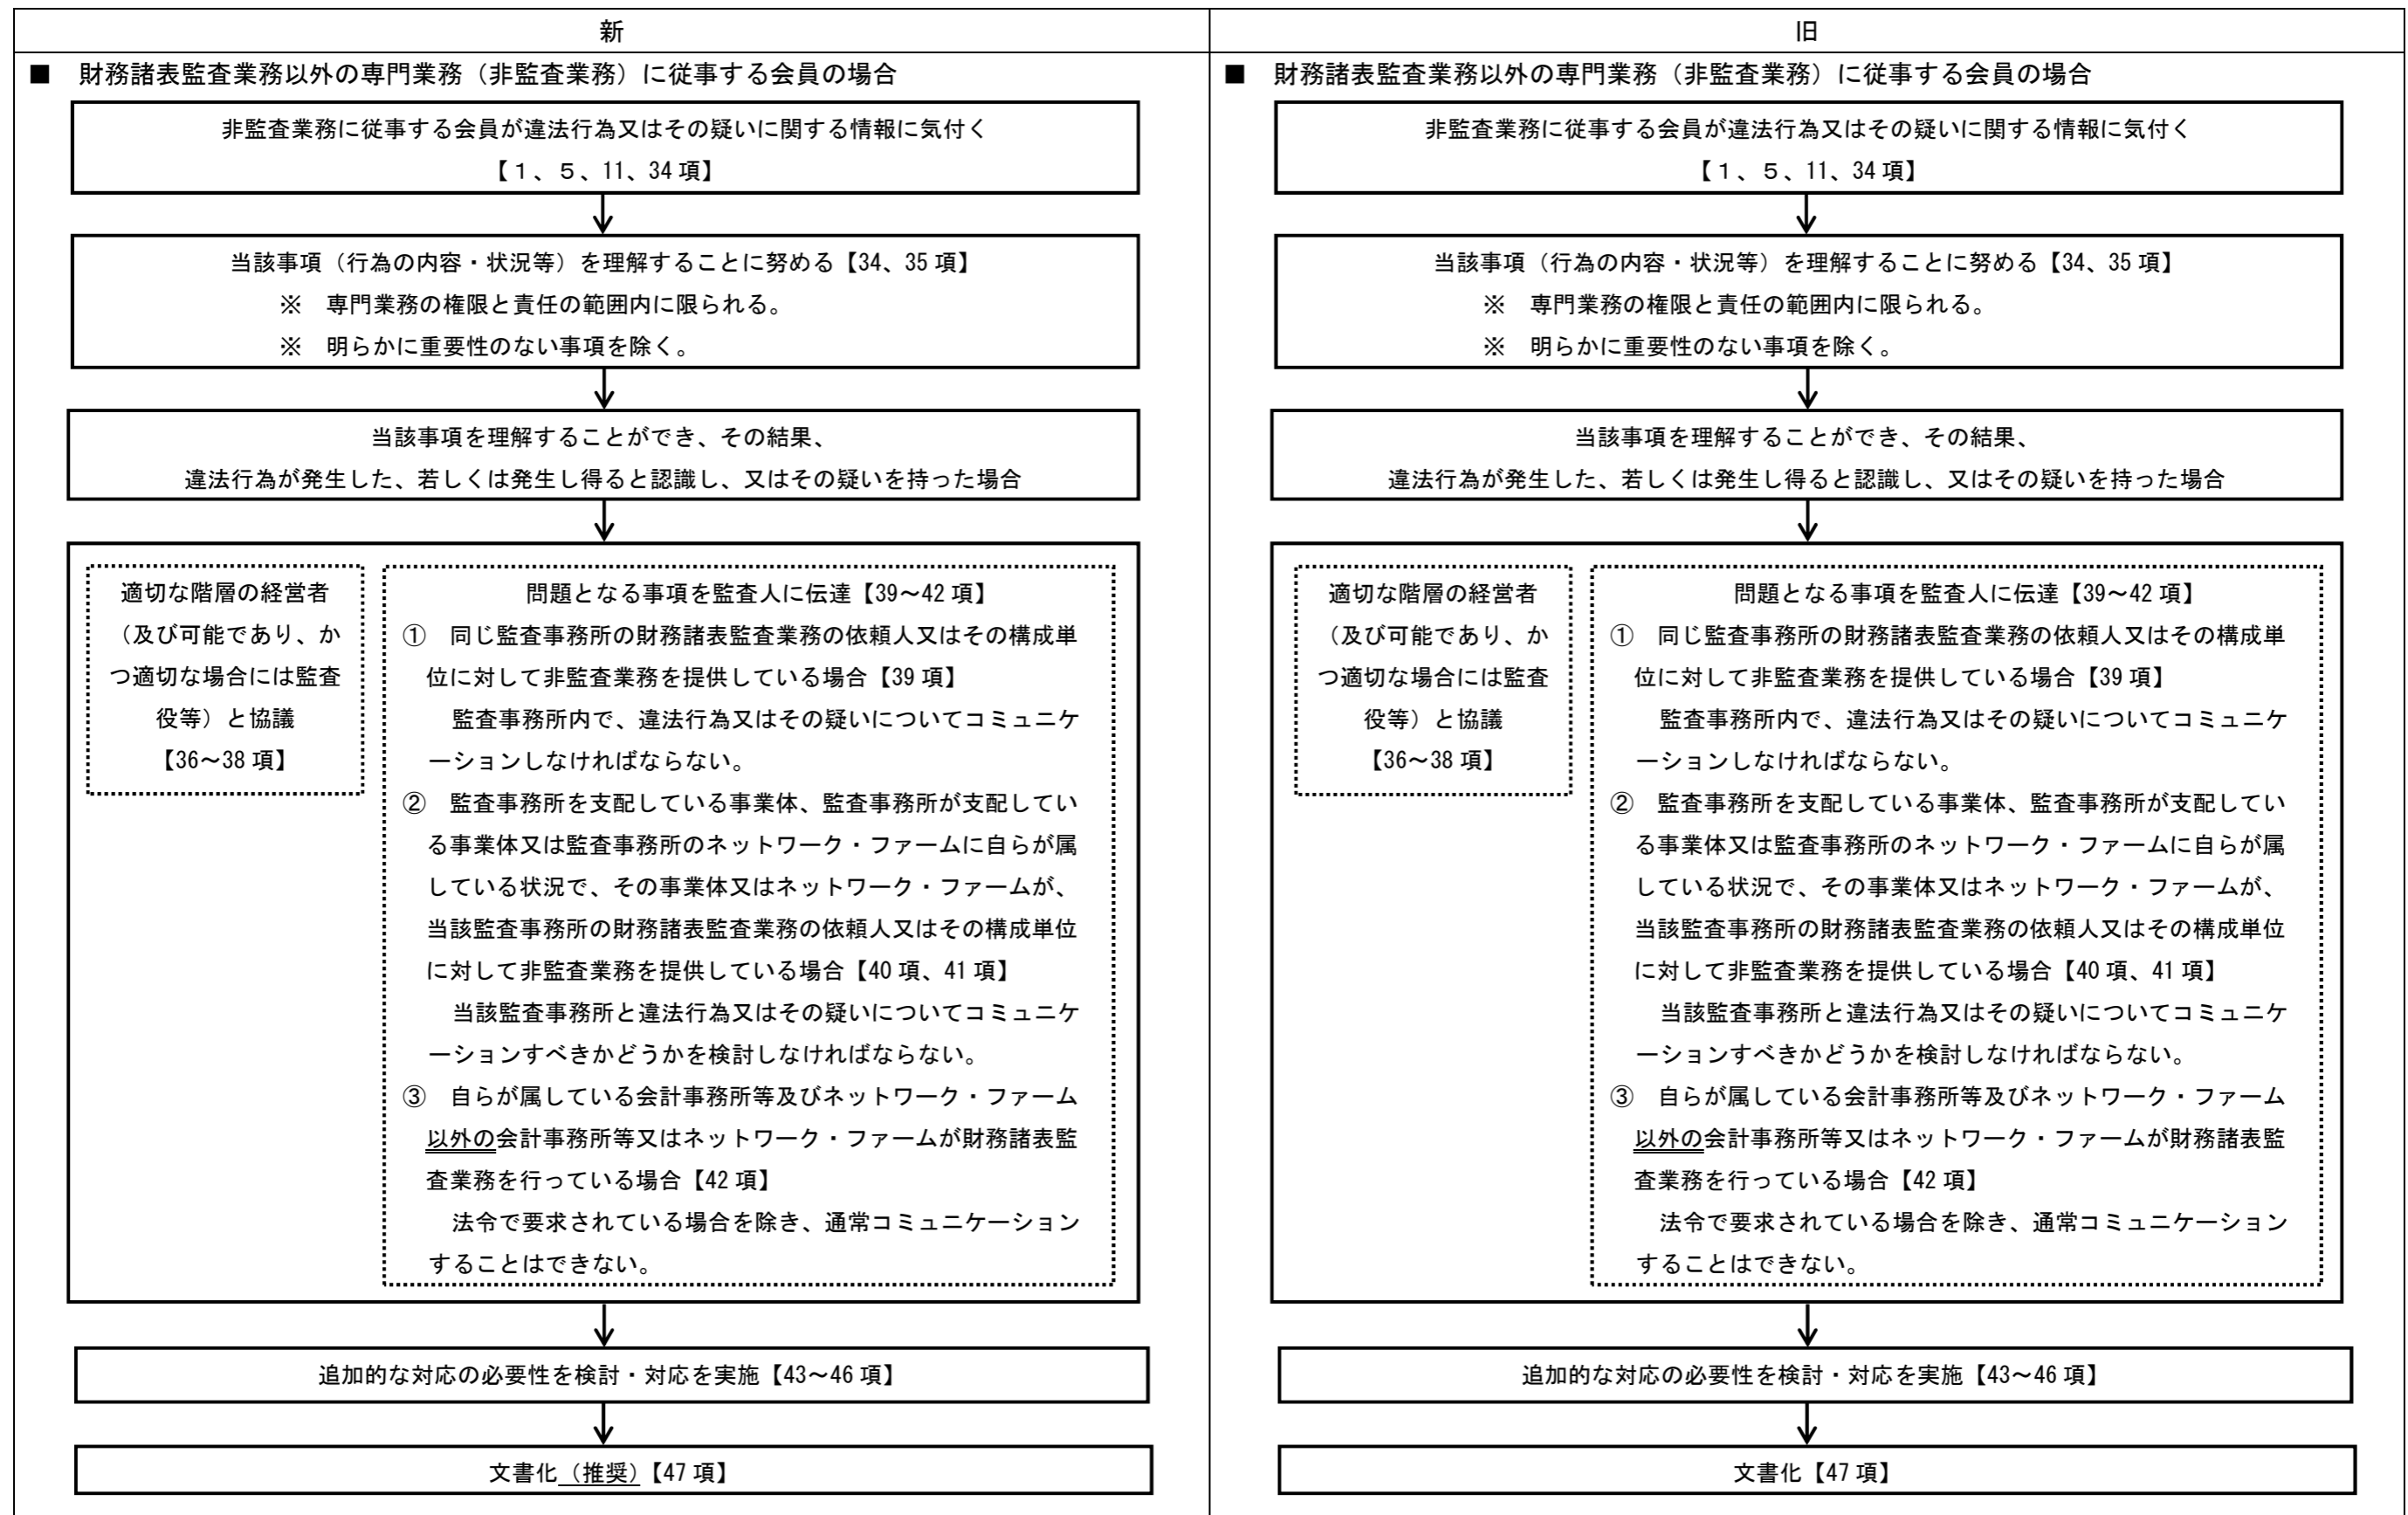 新
■　財務諸表監査業務以外の専門業務（非監査業務）に従事する会員の場合
非監査業務に従事する会員が違法行為又はその疑いに関する情報に気付く
【１、５、11、34 項】
当該事項（行為の内容・状況等）を理解することに努める【34、35 項】
※　専門業務の権限と責任の範囲内に限られる。
※　明らかに重要性のない事項を除く。
当該事項を理解することができ、その結果、
違法行為が発生した、若しくは発生し得ると認識し、又はその疑いを持った場合
適切な階層の経営者
（及び可能であり、か
つ適切な場合には監査
役等）と協議
【36～38 項】
問題となる事項を監査人に伝達【39～42 項】
①　同じ監査事務所の財務諸表監査業務の依頼人又はその構成単
位に対して非監査業務を提供している場合【39 項】
監査事務所内で、違法行為又はその疑いについてコミュニケ
ーションしなければならない。
②　監査事務所を支配している事業体、監査事務所が支配してい
る事業体又は監査事務所のネットワーク・ファームに自らが属
している状況で、その事業体又はネットワーク・ファームが、
当該監査事務所の財務諸表監査業務の依頼人又はその構成単位
に対して非監査業務を提供している場合【40 項、41 項】
当該監査事務所と違法行為又はその疑いについてコミュニケ
ーションすべきかどうかを検討しなければならない。
③　自らが属している会計事務所等及びネットワーク・ファーム
以外の会計事務所等又はネットワーク・ファームが財務諸表監
査業務を行っている場合【42 項】
法令で要求されている場合を除き、通常コミュニケーション
することはできない。
追加的な対応の必要性を検討・対応を実施【43～46 項】
文書化（推奨）【47 項】
旧
■　財務諸表監査業務以外の専門業務（非監査業務）に従事する会員の場合
非監査業務に従事する会員が違法行為又はその疑いに関する情報に気付く
【１、５、11、34 項】
当該事項（行為の内容・状況等）を理解することに努める【34、35 項】
※　専門業務の権限と責任の範囲内に限られる。
※　明らかに重要性のない事項を除く。
当該事項を理解することができ、その結果、
違法行為が発生した、若しくは発生し得ると認識し、又はその疑いを持った場合
適切な階層の経営者
（及び可能であり、か
つ適切な場合には監査
役等）と協議
【36～38 項】
問題となる事項を監査人に伝達【39～42 項】
①　同じ監査事務所の財務諸表監査業務の依頼人又はその構成単
位に対して非監査業務を提供している場合【39 項】
監査事務所内で、違法行為又はその疑いについてコミュニケ
ーションしなければならない。
②　監査事務所を支配している事業体、監査事務所が支配してい
る事業体又は監査事務所のネットワーク・ファームに自らが属
している状況で、その事業体又はネットワーク・ファームが、
当該監査事務所の財務諸表監査業務の依頼人又はその構成単位
に対して非監査業務を提供している場合【40 項、41 項】
当該監査事務所と違法行為又はその疑いについてコミュニケ
ーションすべきかどうかを検討しなければならない。
③　自らが属している会計事務所等及びネットワーク・ファーム
以外の会計事務所等又はネットワーク・ファームが財務諸表監
査業務を行っている場合【42 項】
法令で要求されている場合を除き、通常コミュニケーション
することはできない。
追加的な対応の必要性を検討・対応を実施【43～46 項】
文書化【47 項】